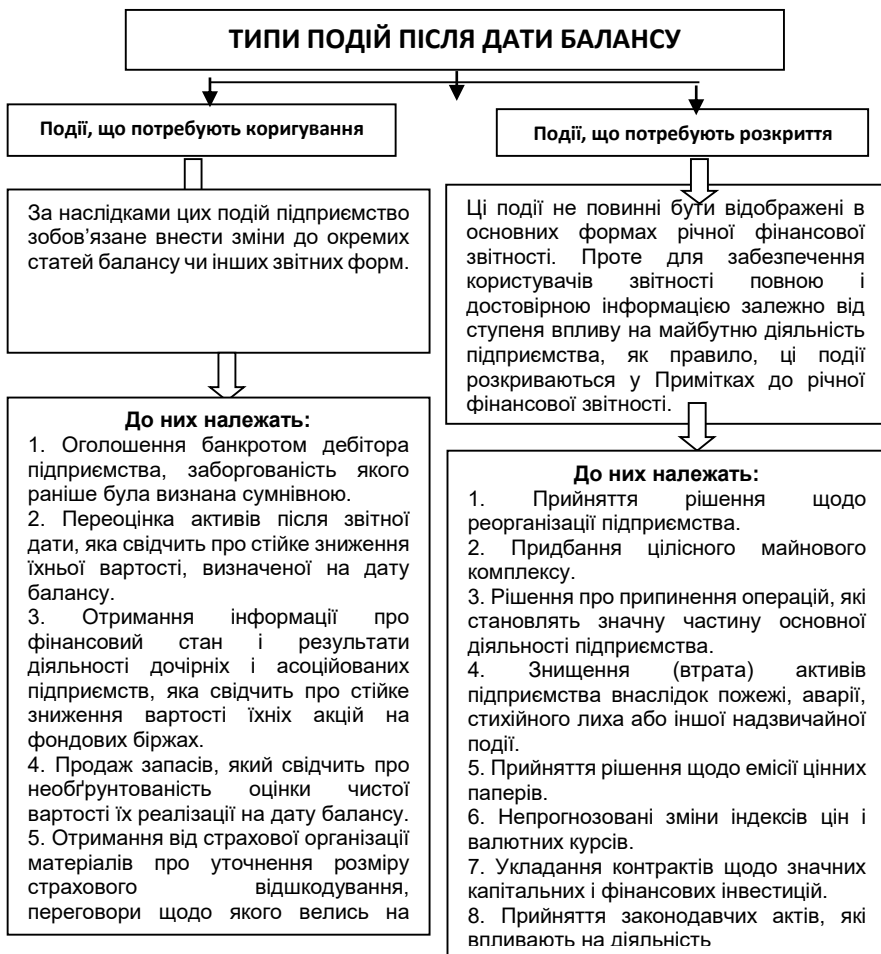 ТИПИ ПОДІЙ ПІСЛЯ ДАТИ БАЛАНСУ
Події, що потребують коригування
Події, що потребують розкриття
За наслідками цих подій підприємство
зобов’язане внести зміни до окремих
статей балансу чи інших звітних форм.
Ці події не повинні бути відображені в
основних формах річної фінансової
звітності. Проте для забезпечення
користувачів звітності повною і
достовірною інформацією залежно від
ступеня впливу на майбутню діяльність
підприємства, як правило, ці події
розкриваються у Примітках до річної
фінансової звітності.
До них належать:
1. Оголошення банкротом дебітора
підприємства, заборгованість якого
раніше була визнана сумнівною.
2. Переоцінка активів після звітної
дати, яка свідчить про стійке зниження
їхньої вартості, визначеної на дату
балансу.
3. Отримання інформації про
фінансовий стан і результати
діяльності дочірніх і асоційованих
підприємств, яка свідчить про стійке
зниження вартості їхніх акцій на
фондових біржах.
4. Продаж запасів, який свідчить про
необґрунтованість оцінки чистої
вартості їх реалізації на дату балансу.
5. Отримання від страхової організації
матеріалів про уточнення розміру
страхового відшкодування,
переговори щодо якого велись на
До них належать:
1. Прийняття рішення щодо
реорганізації підприємства.
2. Придбання цілісного майнового
комплексу.
3. Рішення про припинення операцій, які
становлять значну частину основної
діяльності підприємства.
4. Знищення (втрата) активів
підприємства внаслідок пожежі, аварії,
стихійного лиха або іншої надзвичайної
події.
5. Прийняття рішення щодо емісії цінних
паперів.
6. Непрогнозовані зміни індексів цін і
валютних курсів.
7. Укладання контрактів щодо значних
капітальних і фінансових інвестицій.
8. Прийняття законодавчих актів, які
впливають на діяльність